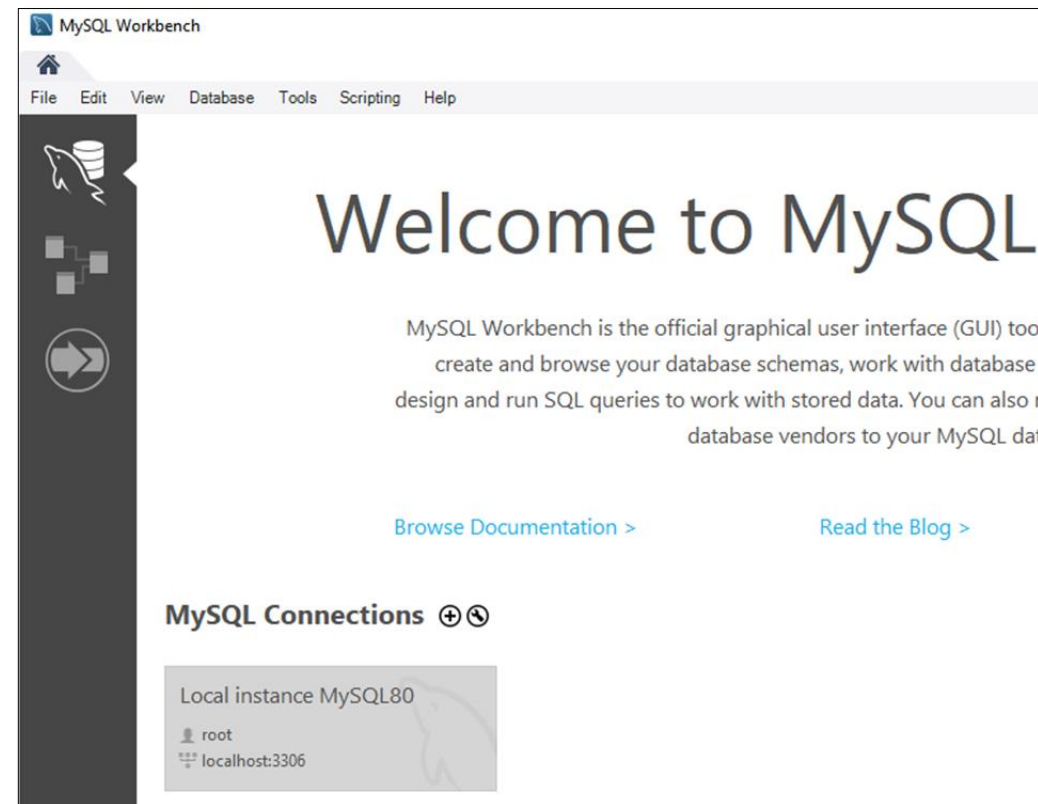 MySQL Workbench
File Edit View Database Tools Scripting Help
Welcome to MySQL
MySQL Workbench is the official graphical user interface (GUI) too
create and browse your database schemas, work with database
design and run SQL queries to work with stored data. You can also
database vendors to your MySQL dat
Browse Documentation > Read the Blog >
MySQL Connections
Local instance MySQL80
root
localhost:3306